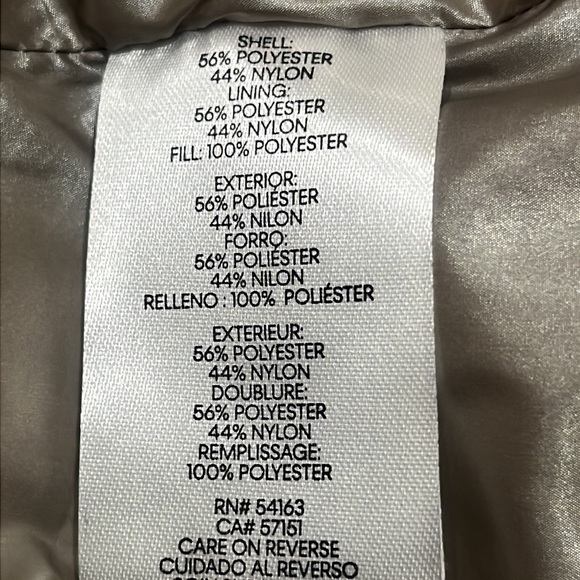 SHELL:
56% POLYESTER
44% NYLON
LINING:
56% POLYESTER
44% NYLON
FILL: 100% POLYESTER
EXTERIOR:
56% POLIÉSTER
44% NILON
FORRO:
56% POLIÉSTER
44% NILON
RELLENO : 100% POLIÉSTER
EXTERIEUR:
56% POLYESTER
44% NYLON
DOUBLURE:
56% POLYESTER
44% NYLON
REMPLISSAGE:
100% POLYESTER
RN# 54163
CA# 57151
CARE ON REVERSE
CUIDADO AL REVERSO